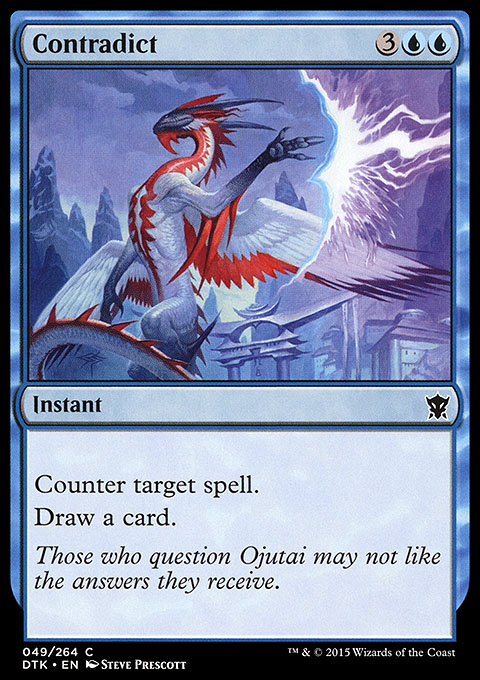 Contradict 3
Instant
Counter target spell.
Draw a card.
Those who question Ojutai may not like
the answers they receive.
049/264 C
DTK • EN Steve Prescott
™ & © 2015 Wizards of the Coast